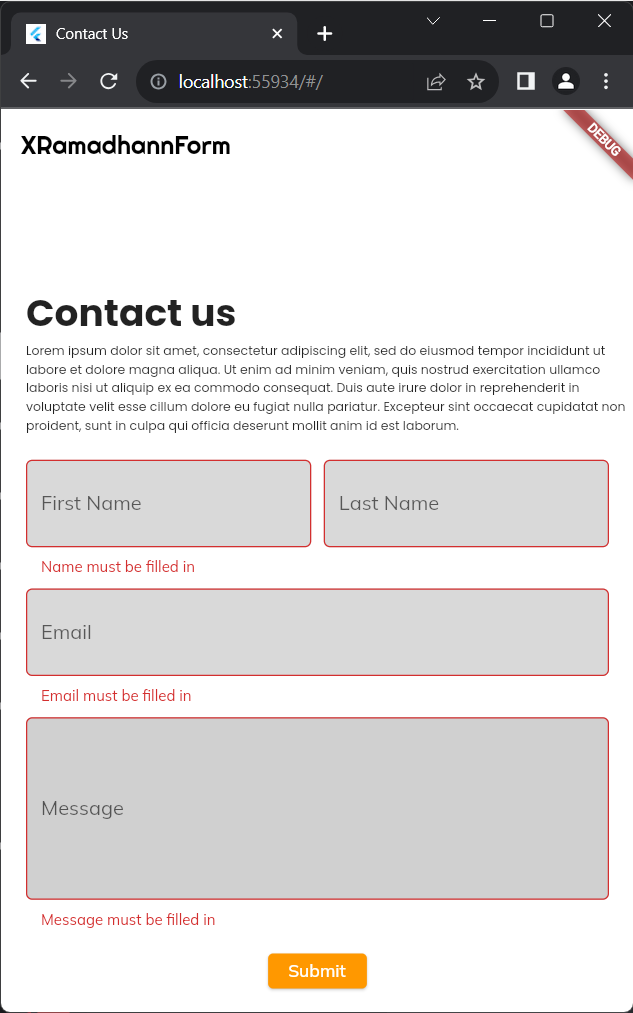 Contact Us
localhost:55934/#/
XRamadhannForm
DEBUG
Contact us
Lorem ipsum dolor sit amet, consectetur adipiscing elit, sed do eiusmod tempor incididunt ut
labore et dolore magna aliqua. Ut enim ad minim veniam, quis nostrud exercitation ullamco
laboris nisi ut aliquip ex ea commodo consequat. Duis aute irure dolor in reprehenderit in
voluptate velit esse cillum dolore eu fugiat nulla pariatur. Excepteur sint occaecat cupidatat non
proident, sunt in culpa qui officia deserunt mollit anim id est laborum.
First Name
Last Name
Name must be filled in
Email
Email must be filled in
Message
Message must be filled in
Submit